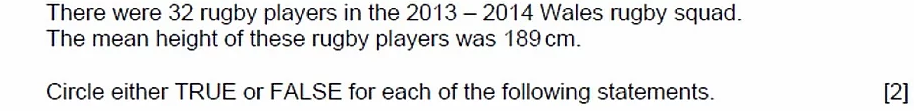 There were 32 rugby players in the 2013 – 2014 Wales rugby squad.
The mean height of these rugby players was 189 cm.
Circle either TRUE or FALSE for each of the following statements. [2]